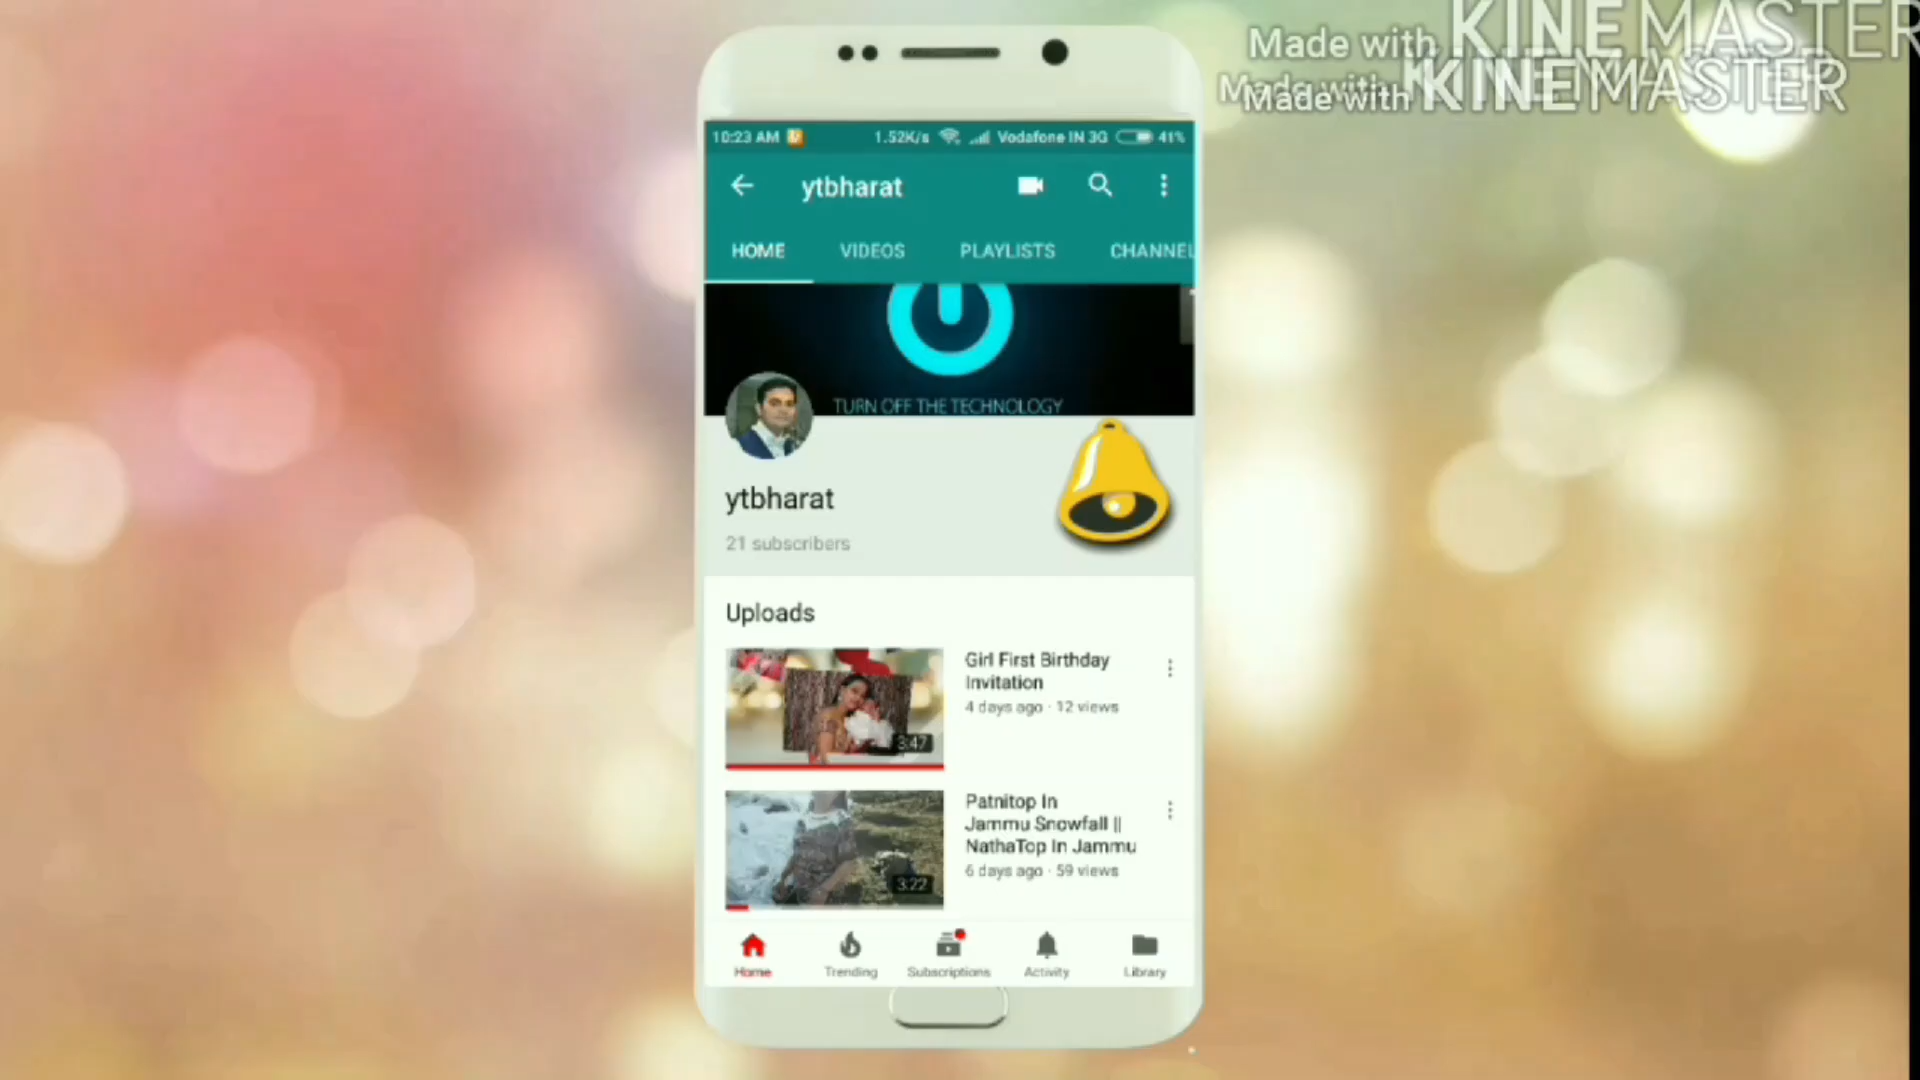 Made with KINEMASTER
Made with KINEMASTER
Made with
10:23 AM 1.52K/s Vodafone IN 3G 41%
ytbharat
HOME VIDEOS PLAYLISTS CHANNEL
TURN OFF THE TECHNOLOGY
ytbharat
21 subscribers
Uploads
Girl First Birthday
Invitation
4 days ago · 12 views
3:47
Patnitop In
Jammu Snowfall ||
NathaTop In Jammu
6 days ago · 59 views
3:22
Home Trending Subscriptions Activity Library